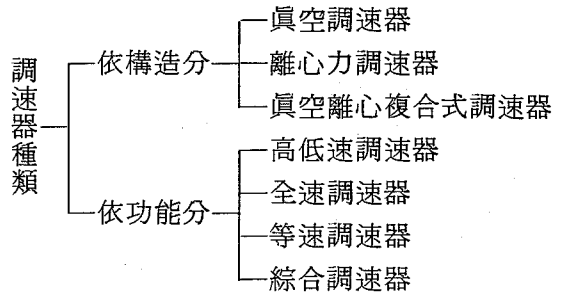 調速器種類
依構造分
眞空調速器
離心力調速器
眞空離心複合式調速器
依功能分
高低速調速器
全速調速器
等速調速器
綜合調速器